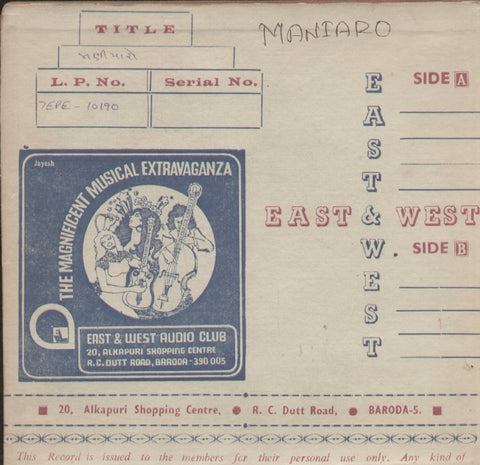 TITLE
મણીયારો
MANIARO
L. P. No. Serial No.
7EPE - 10190
SIDE A
EAST & WEST
EAST & WEST
SIDE B
Jayesh
THE MAGNIFICENT MUSICAL EXTRAVAGANZA
EAST & WEST AUDIO CLUB
20, ALKAPURI SHOPPING CENTRE
R. C. DUTT ROAD, BARODA-390 005
20, Alkapuri Shopping Centre, R. C. Dutt Road, BARODA-5.
This Record is issued to the members for their personal use only. Any kind of